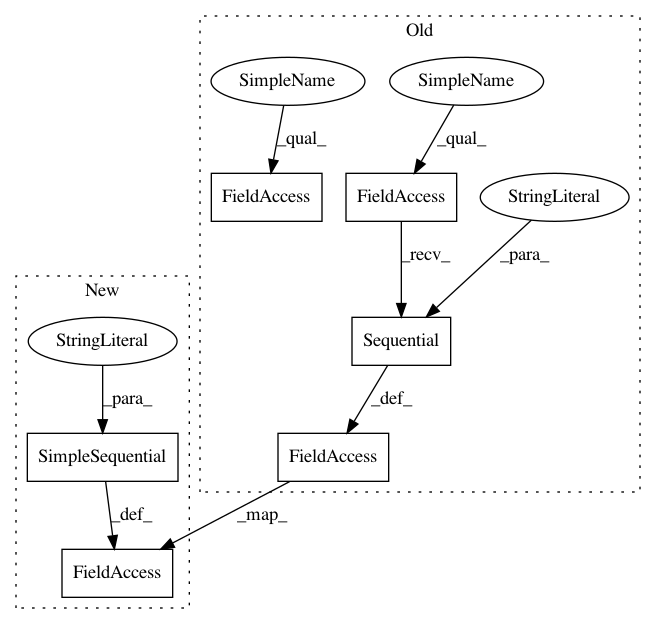 Old
SimpleName
SimpleName
_qual_
_qual_
FieldAccess
FieldAccess
StringLiteral
_recv_
_para_
New
StringLiteral
Sequential
_para_
_def_
SimpleSequential
FieldAccess
_def_
_map_
FieldAccess